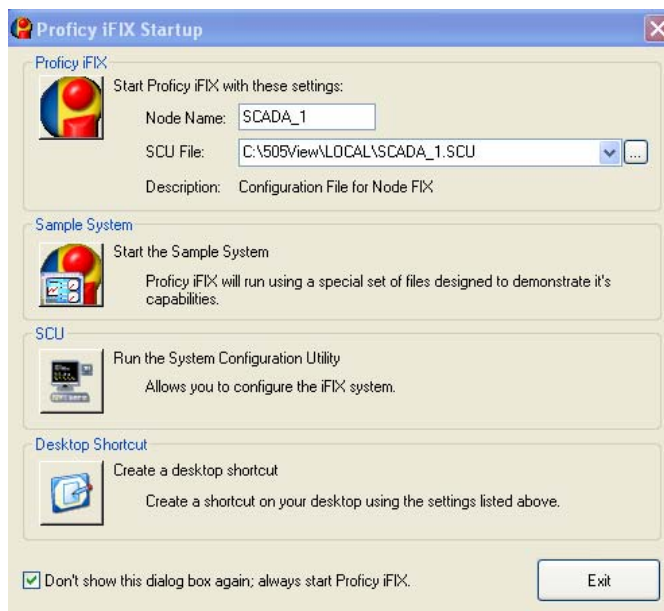 Proficy iFIX Startup
Proficy iFIX
Start Proficy iFIX with these settings:
Node Name: SCADA_1
SCU File: C:\505View\LOCAL\SCADA_1.SCU ...
Description: Configuration File for Node FIX
Sample System
Start the Sample System
Proficy iFIX will run using a special set of files designed to demonstrate it's
capabilities.
SCU
Run the System Configuration Utility
Allows you to configure the iFIX system.
Desktop Shortcut
Create a desktop shortcut
Create a shortcut on your desktop using the settings listed above.
Don't show this dialog box again; always start Proficy iFIX.
Exit